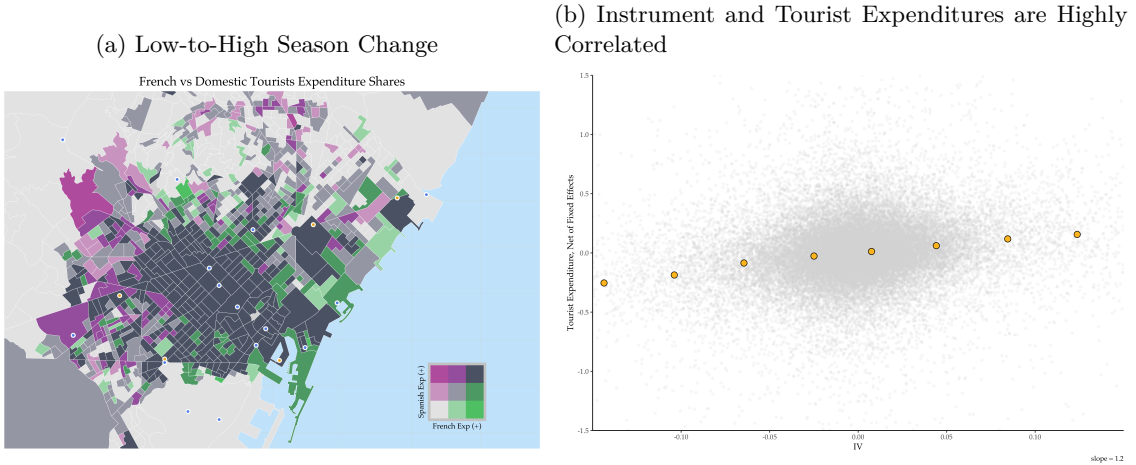 (a) Low-to-High Season Change
French vs Domestic Tourists Expenditure Shares
Spanish Exp (+)
French Exp (+)
(b) Instrument and Tourist Expenditures are Highly
Correlated
Tourist Expenditure, Net of Fixed Effects
1.5
1.0
0.5
0.0
-0.5
-1.0
-1.5
-0.10
-0.05
0.00
0.05
0.10
IV
slope = 1.2